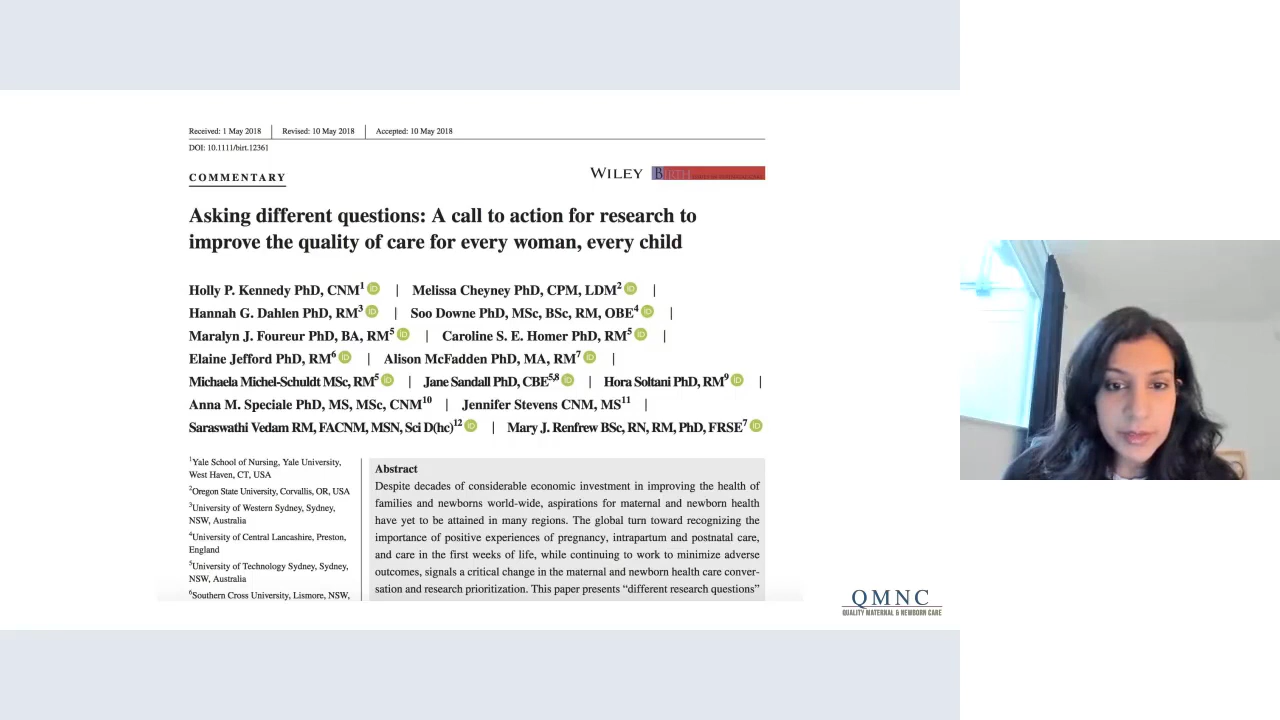 Received: 1 May 2018 | Revised: 10 May 2018 | Accepted: 10 May 2018
DOI: 10.1111/birt.12361
COMMENTARY
WILEY BIRTH
Asking different questions: A call to action for research to
improve the quality of care for every woman, every child
Holly P. Kennedy PhD, CNM1 | Melissa Cheyney PhD, CPM, LDM2 |
Hannah G. Dahlen PhD, RM3 | Soo Downe PhD, MSc, BSc, RM, OBE4 |
Maralyn J. Foureur PhD, BA, RM5 | Caroline S. E. Homer PhD, RM5 |
Elaine Jefford PhD, RM6 | Alison McFadden PhD, MA, RM7 |
Michaela Michel-Schuldt MSc, RM5 | Jane Sandall PhD, CBE5,8 | Hora Soltani PhD, RM9 |
Anna M. Speciale PhD, MS, MSc, CNM10 | Jennifer Stevens CNM, MS11 |
Saraswathi Vedam RM, FACNM, MSN, Sci D(hc)12 | Mary J. Renfrew BSc, RN, RM, PhD, FRSE7
1Yale School of Nursing, Yale University,
West Haven, CT, USA
2Oregon State University, Corvallis, OR, USA
3University of Western Sydney, Sydney,
NSW, Australia
4University of Central Lancashire, Preston,
England
5University of Technology Sydney, Sydney,
NSW, Australia
6Southern Cross University, Lismore, NSW,
Abstract
Despite decades of considerable economic investment in improving the health of
families and newborns world-wide, aspirations for maternal and newborn health
have yet to be attained in many regions. The global turn toward recognizing the
importance of positive experiences of pregnancy, intrapartum and postnatal care,
and care in the first weeks of life, while continuing to work to minimize adverse
outcomes, signals a critical change in the maternal and newborn health care conver-
sation and research prioritization. This paper presents “different research questions”
QMNC
QUALITY MATERNAL & NEWBORN CARE